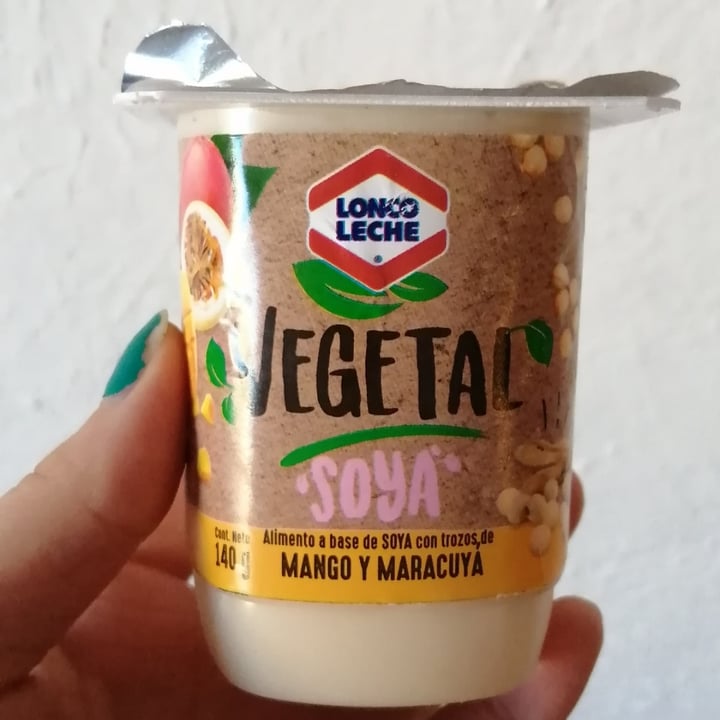 LONCO
LECHE
®
VEGETAL
SOYA
Cont. Neto
140 g
Alimento a base de SOYA con trozos de
MANGO Y MARACUYÁ